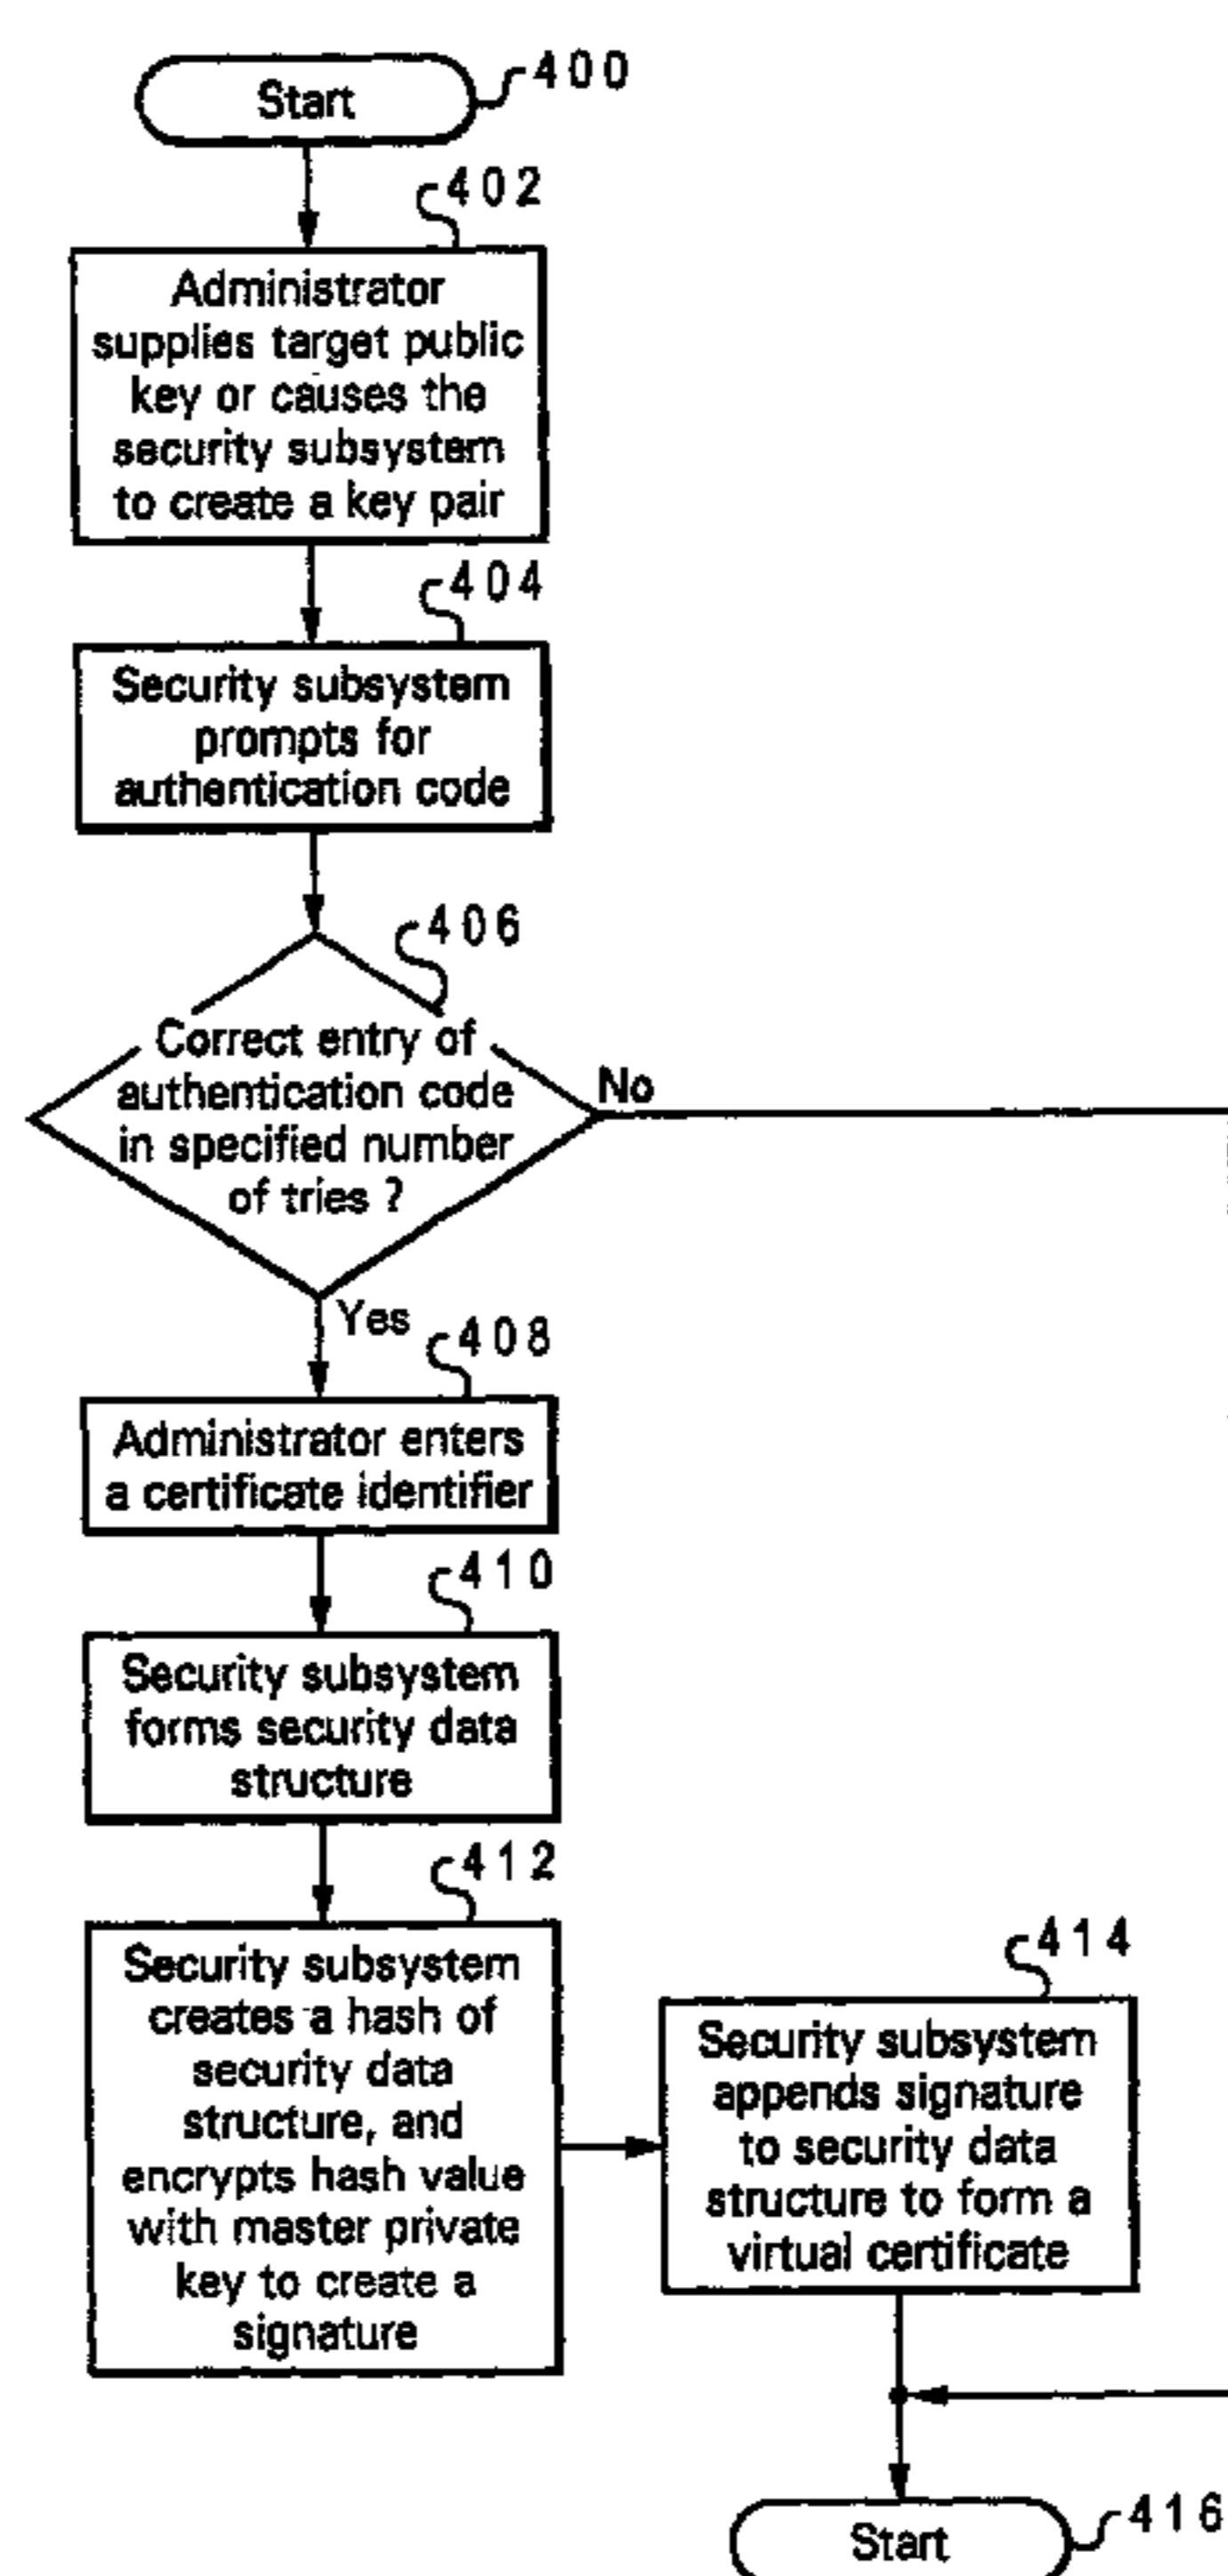 Start
400
402
Administrator
supplies target public
key or causes the
security subsystem
to create a key pair
404
Security subsystem
prompts for
authentication code
406
Correct entry of
authentication code
in specified number
of tries ?
No
Yes
408
Administrator enters
a certificate identifier
410
Security subsystem
forms security data
structure
412
Security subsystem
creates a hash of
security data
structure, and
encrypts hash value
with master private
key to create a
signature
414
Security subsystem
appends signature
to security data
structure to form a
virtual certificate
Start
416